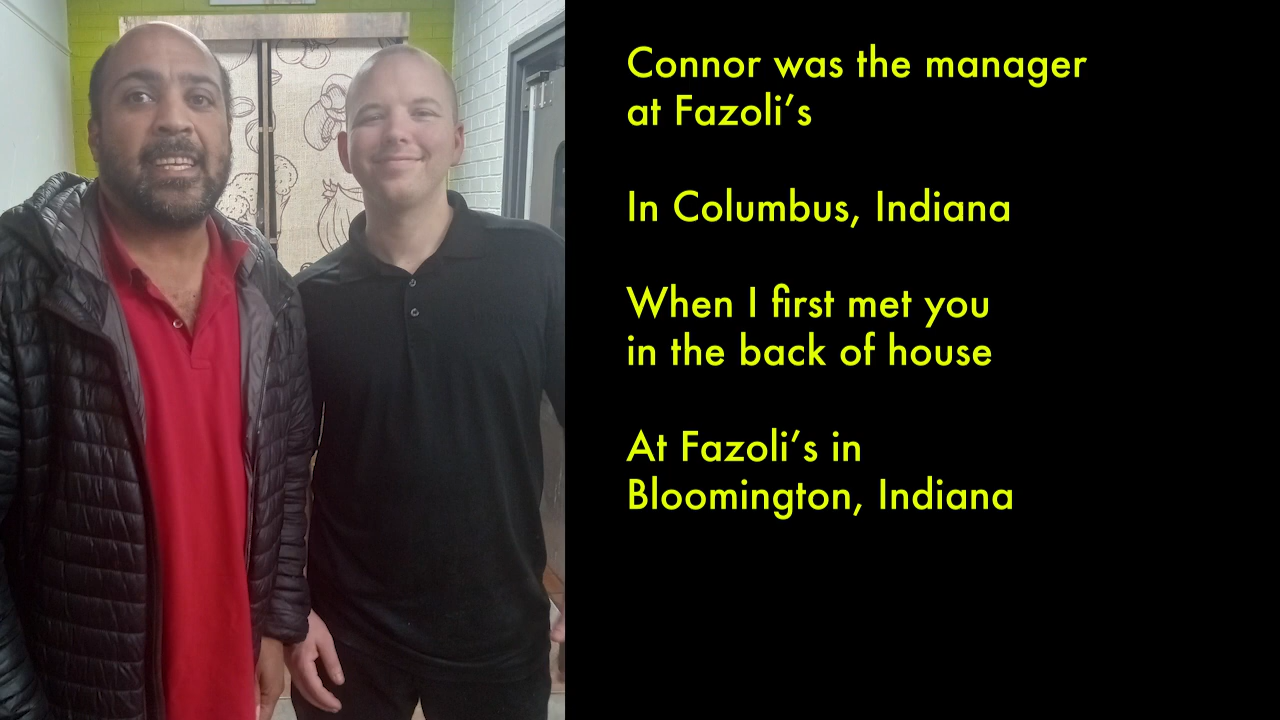 Connor was the manager
at Fazoli’s
In Columbus, Indiana
When I first met you
in the back of house
At Fazoli’s in
Bloomington, Indiana